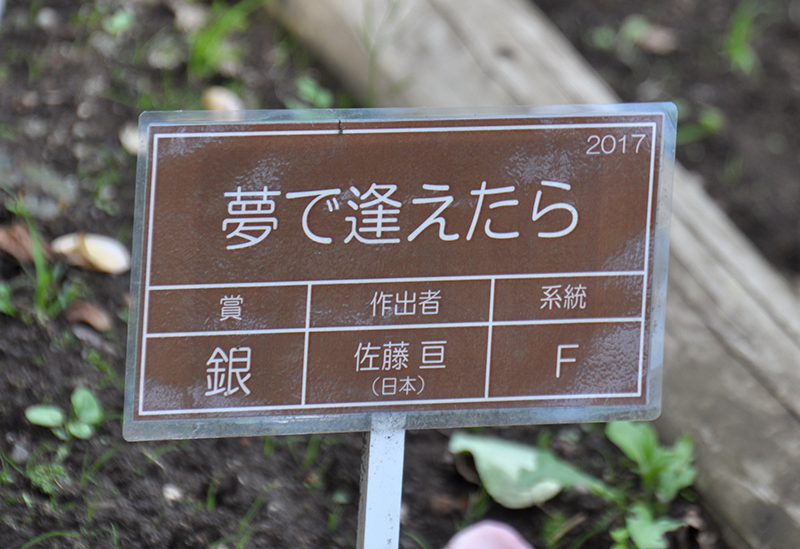 2017
夢で逢えたら
賞 作出者 系統
銀 佐藤 亘 F
(日本)